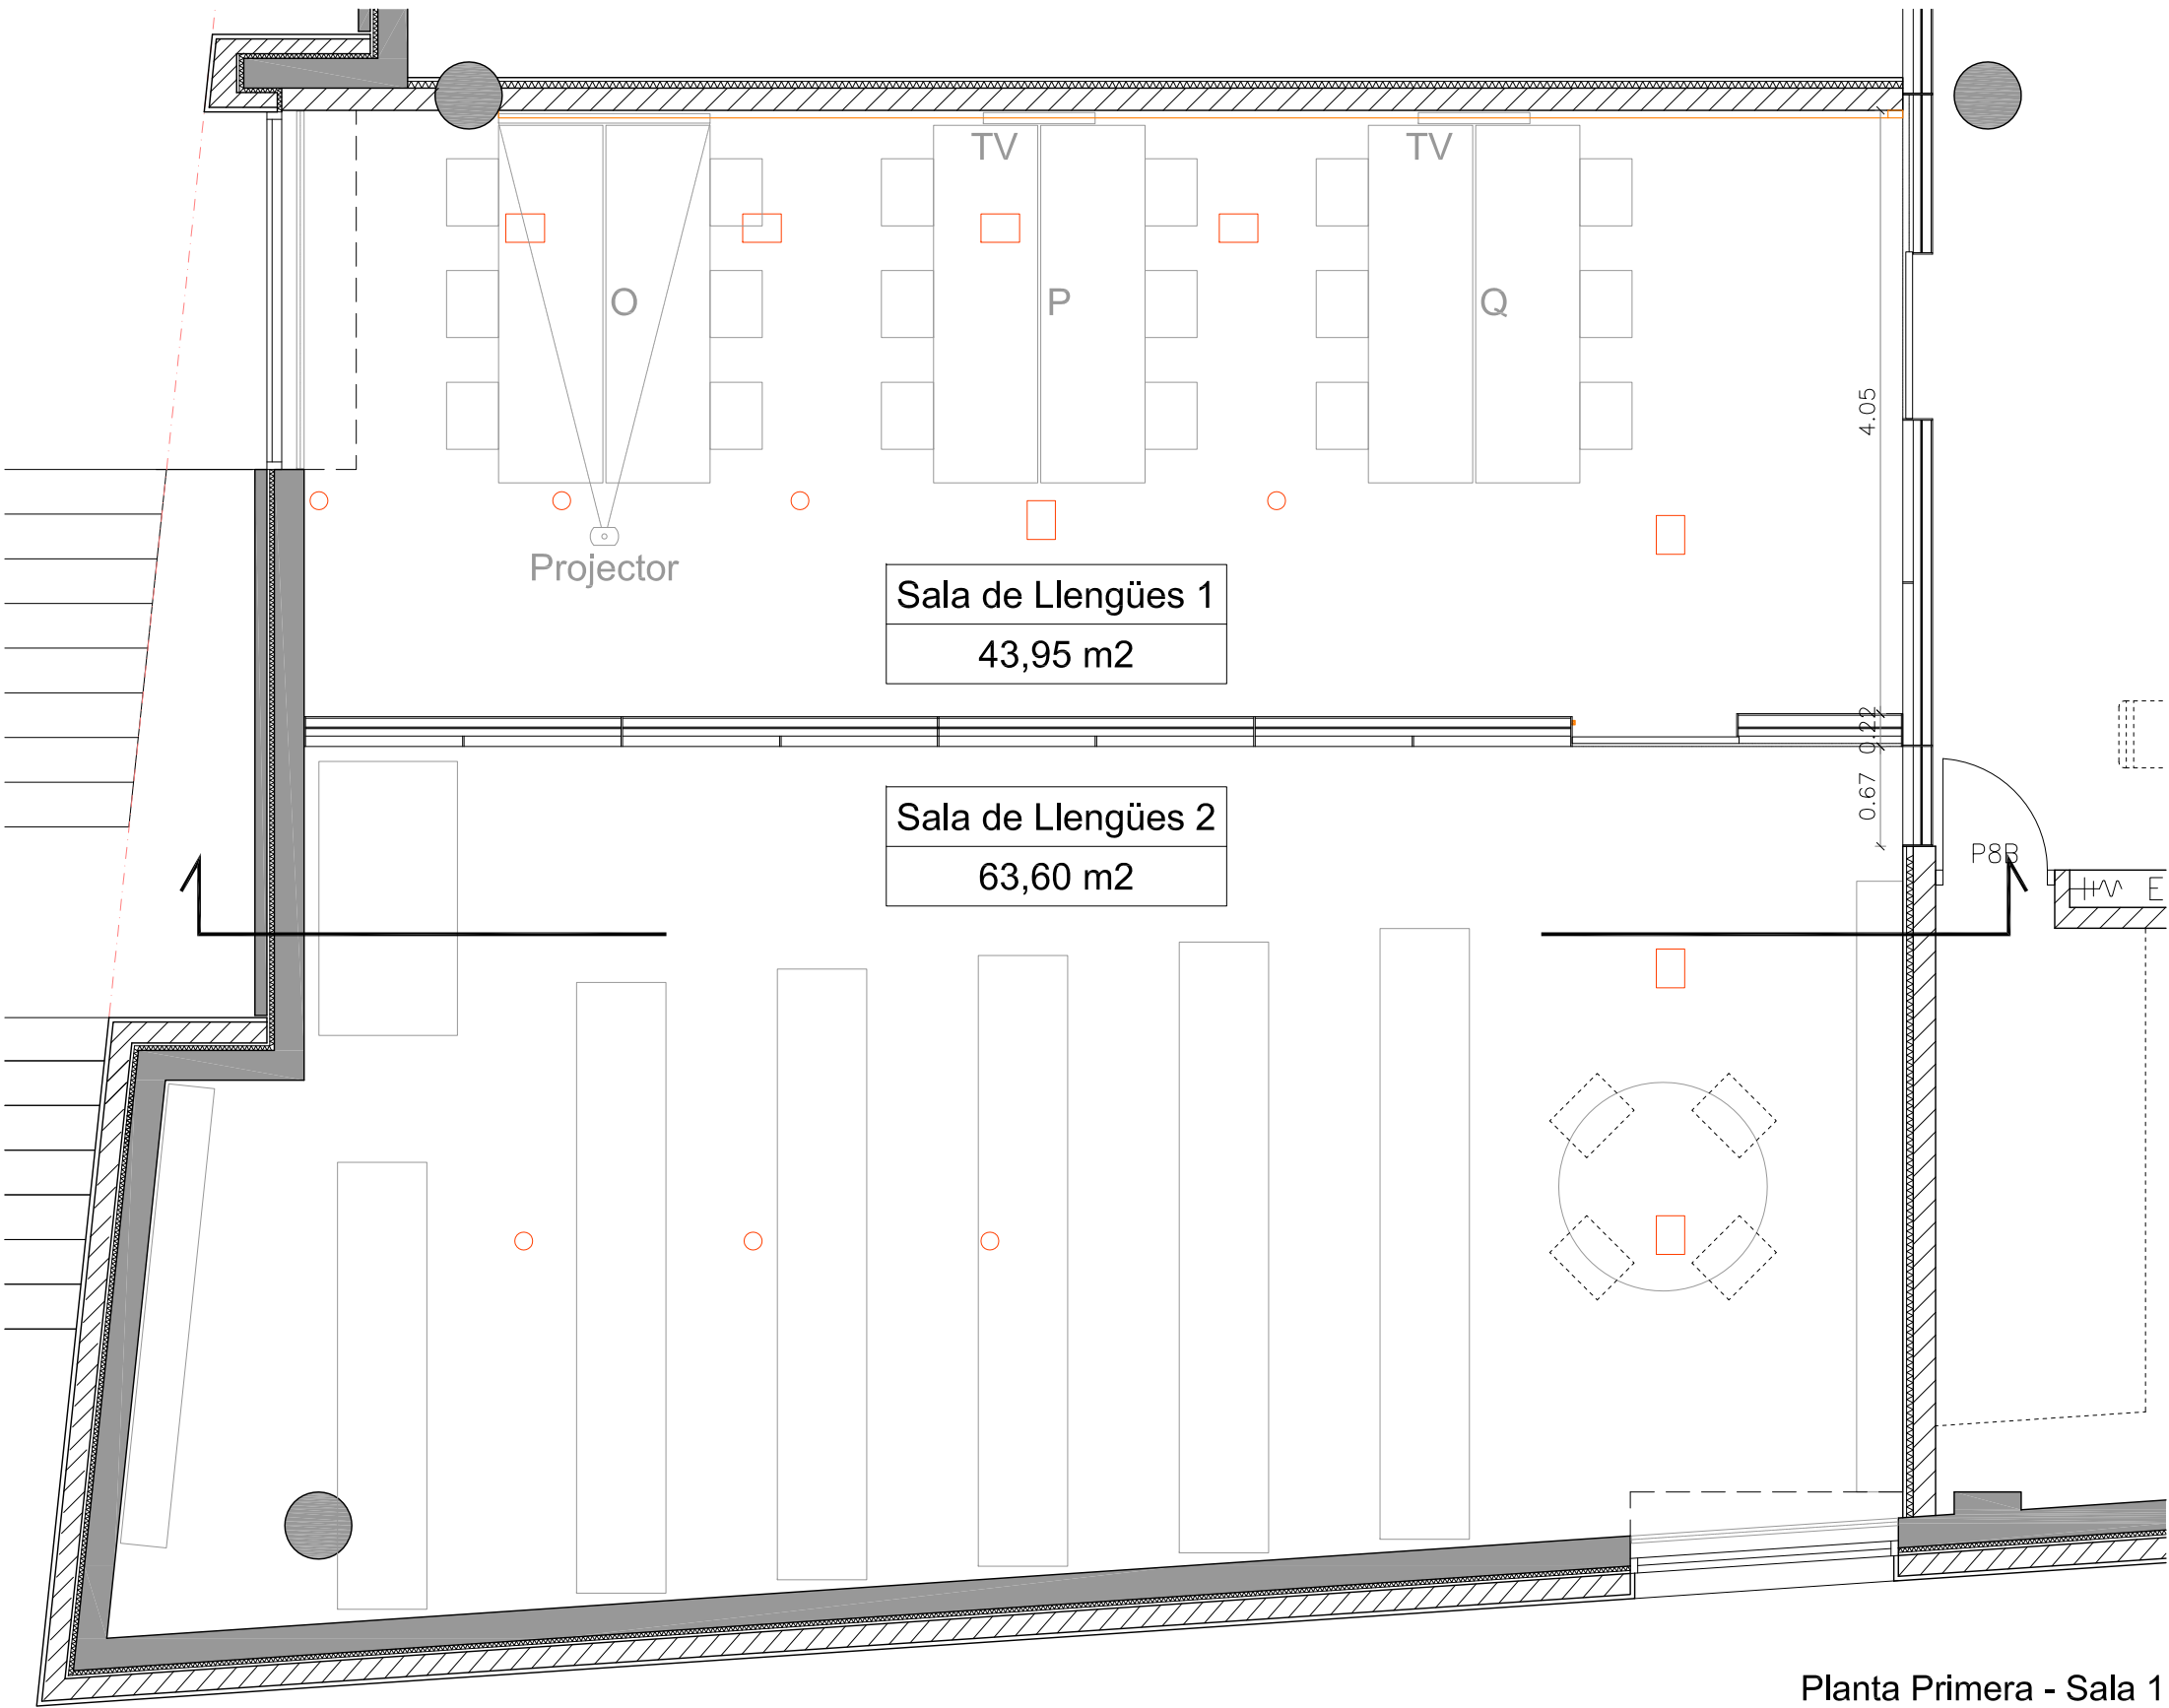 TV
TV
O
P
Q
4.05
Projector
Sala de Llengües 1
43,95 m2
0.22
0.67
Sala de Llengües 2
63,60 m2
P8B
E
Planta Primera - Sala 1